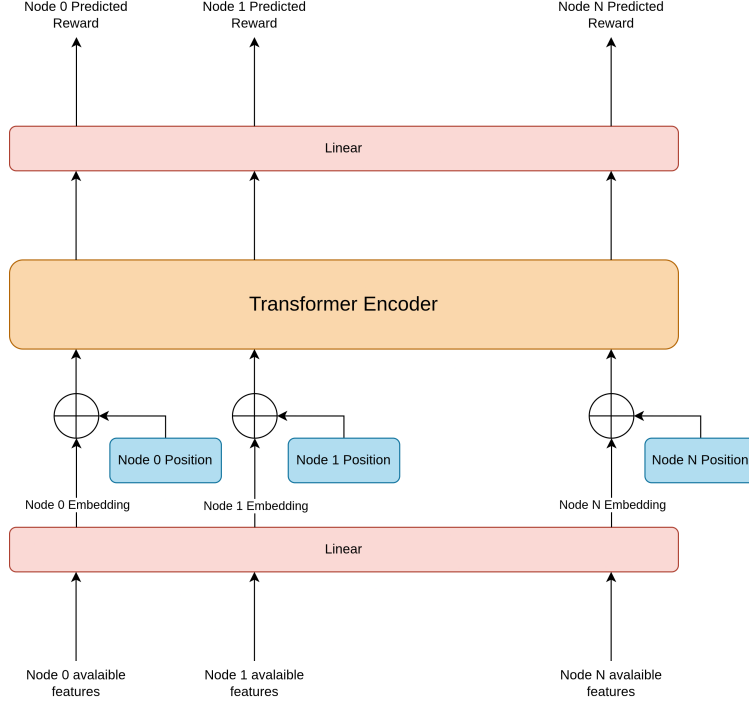 Node 0 Predicted
Reward
Node 1 Predicted
Reward
Node N Predicted
Reward
Linear
Transformer Encoder
Node 0 Position
Node 1 Position
Node N Position
Node 0 Embedding
Node 1 Embedding
Node N Embedding
Linear
Node 0 avalaible
features
Node 1 avalaible
features
Node N avalaible
features